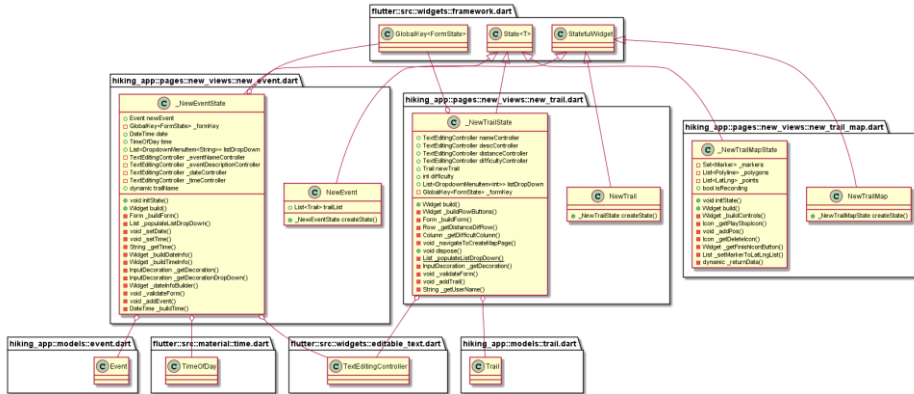 flutter::src::widgets::framework.dart
C GlobalKey<FormState>
C State<T>
C StatefulWidget
hiking_app::pages::new_views::new_event.dart
C _NewEventState
Event newEvent
GlobalKey<FormState> _formKey
DateTime date
TimeOfDay time
List<DropdownMenuItem<String>> listDropDown
TextEditingController _eventNameController
TextEditingController _eventDescriptionController
TextEditingController _dateController
TextEditingController _timeController
dynamic trailName
void initState()
Widget build()
Form _buildForm()
List _populateListDropDown()
void _setDate()
void _setTime()
String _getTime()
Widget _buildDateInfo()
Widget _buildTimeInfo()
InputDecoration _getDecoration()
InputDecoration _getDecorationDropDown()
Widget _dateInfoBuilder()
void _validateForm()
void _addEvent()
DateTime _buildTime()
C NewEvent
List<Trail> trailList
_NewEventState createState()
hiking_app::pages::new_views::new_trail.dart
C _NewTrailState
TextEditingController nameController
TextEditingController descController
TextEditingController distanceController
TextEditingController difficultyController
Trail newTrail
int difficulty
List<DropdownMenuItem<int>> listDropDown
GlobalKey<FormState> _formKey
Widget build()
Widget _buildRowButtons()
Form _buildForm()
Row _getDistanceDifRow()
Column _getDifficultColumn()
void _navigateToCreateMapPage()
void dispose()
List _populateListDropDown()
InputDecoration _getDecoration()
void _validateForm()
void _addTrail()
String _getUserName()
C NewTrail
_NewTrailState createState()
hiking_app::pages::new_views::new_trail_map.dart
C _NewTrailMapState
Set<Marker> _markers
List<Polyline> _polygons
List<LatLng> _points
bool isRecording
void initState()
Widget build()
Widget _buildControls()
Icon _getPlayStopIcon()
void _addPos()
Icon _getDeleteIcon()
Widget _getFinishIconButton()
List _setMarkerToLatLngList()
dynamic _returnData()
C NewTrailMap
_NewTrailMapState createState()
hiking_app::models::event.dart
C Event
flutter::src::material::time.dart
C TimeOfDay
flutter::src::widgets::editable_text.dart
C TextEditingController
hiking_app::models::trail.dart
C Trail